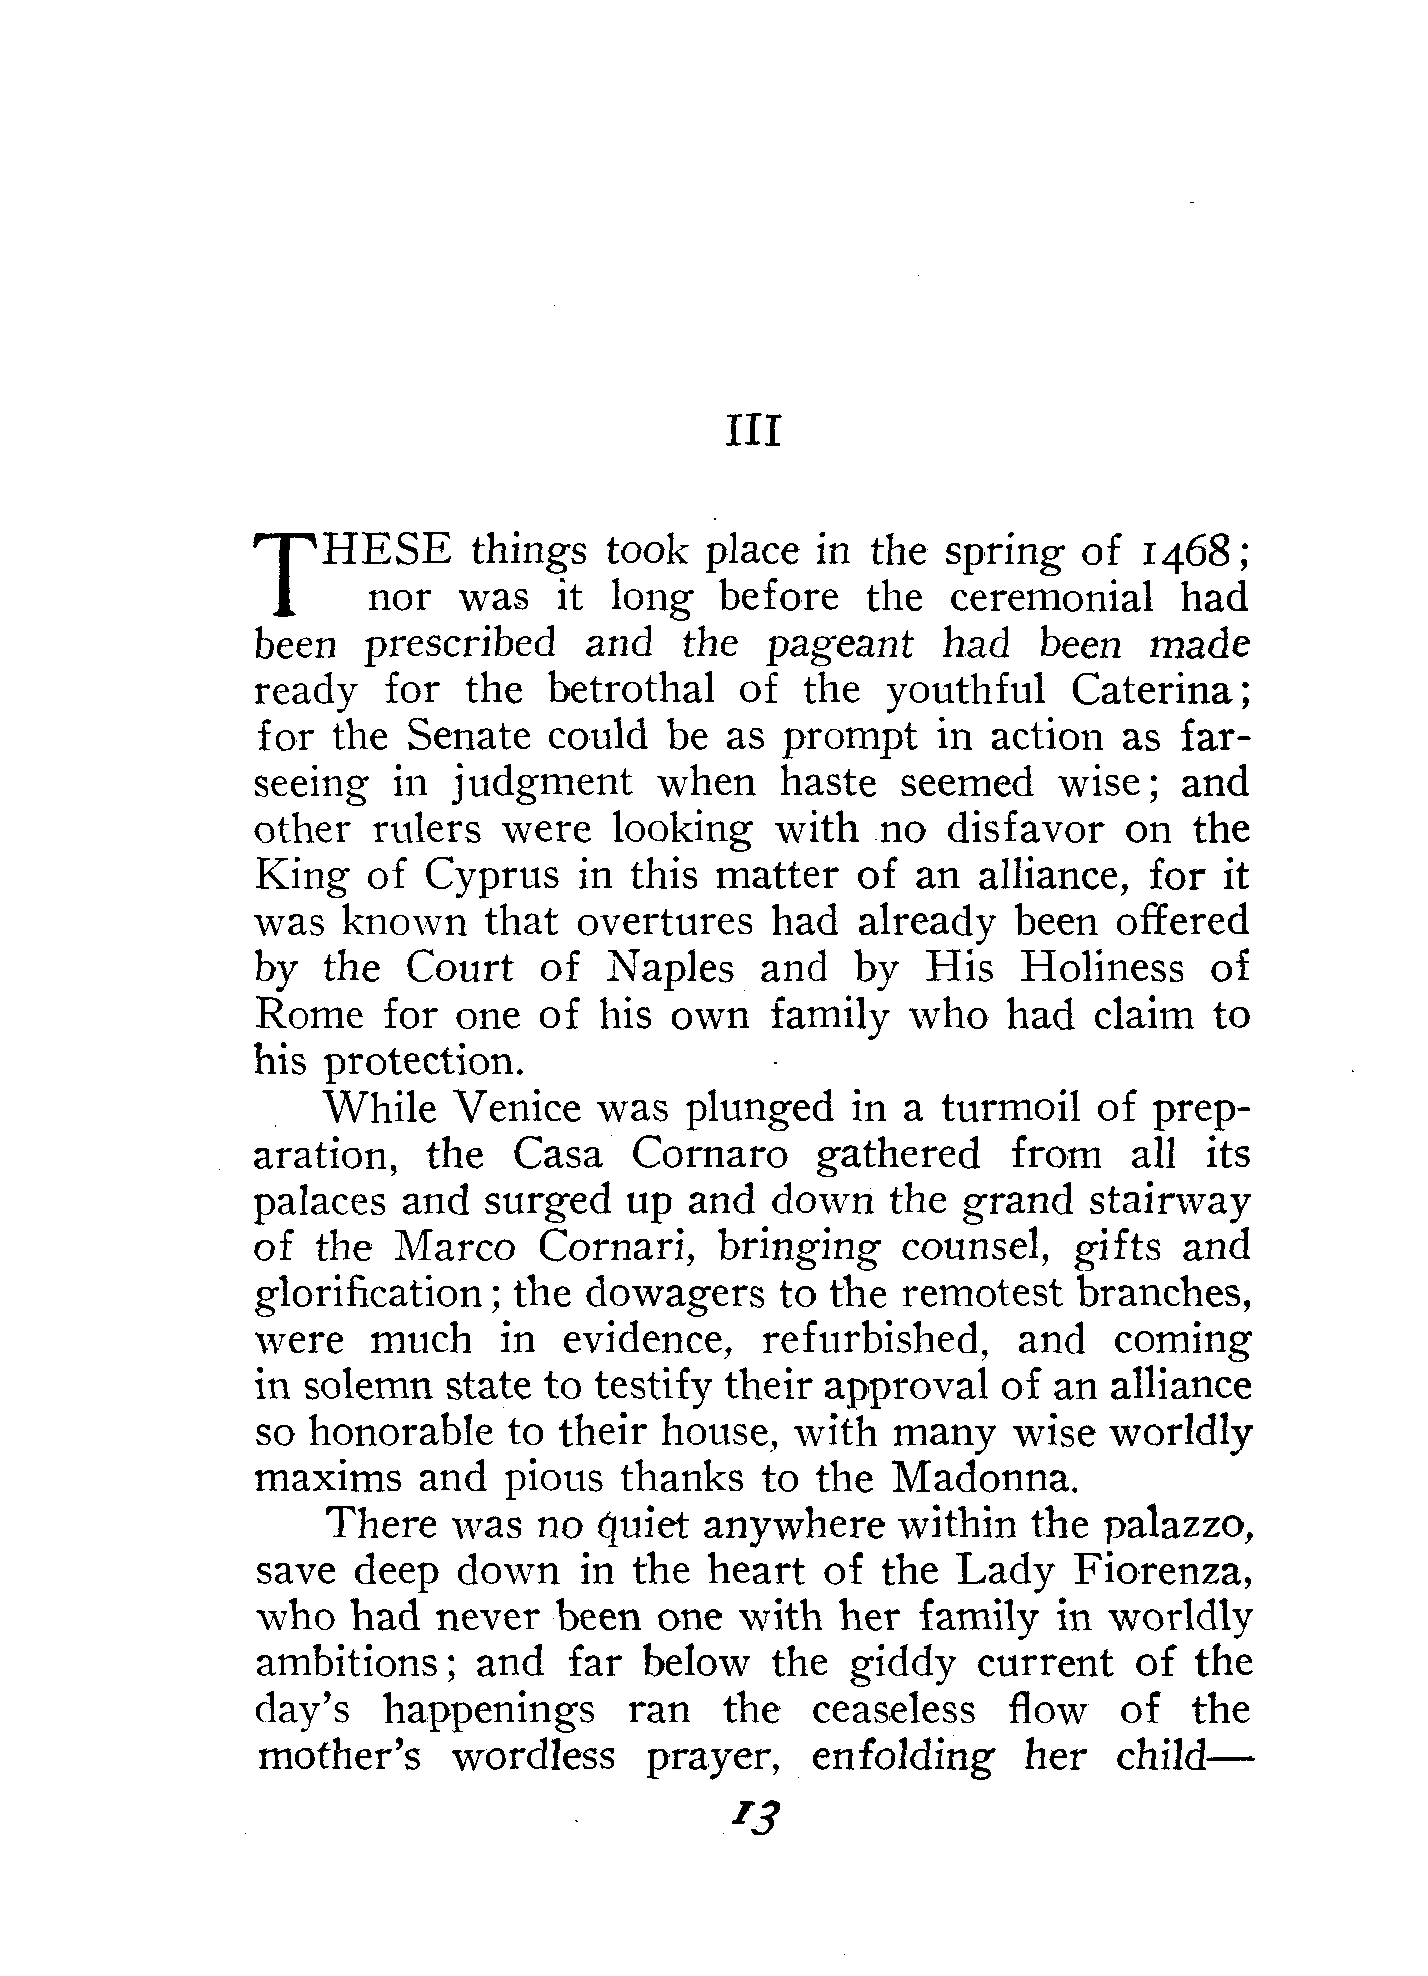 III
THESE things took place in the spring of 1468;
nor was it long before the ceremonial had
been prescribed and the pageant had been made
ready for the betrothal of the youthful Caterina;
for the Senate could be as prompt in action as far-
seeing in judgment when haste seemed wise; and
other rulers were looking with no disfavor on the
King of Cyprus in this matter of an alliance, for it
was known that overtures had already been offered
by the Court of Naples and by His Holiness of
Rome for one of his own family who had claim to
his protection.
While Venice was plunged in a turmoil of prep-
aration, the Casa Cornaro gathered from all its
palaces and surged up and down the grand stairway
of the Marco Cornari, bringing counsel, gifts and
glorification; the dowagers to the remotest branches,
were much in evidence, refurbished, and coming
in solemn state to testify their approval of an alliance
so honorable to their house, with many wise worldly
maxims and pious thanks to the Madonna.
There was no quiet anywhere within the palazzo,
save deep down in the heart of the Lady Fiorenza,
who had never been one with her family in worldly
ambitions; and far below the giddy current of the
day's happenings ran the ceaseless flow of the
mother's wordless prayer, enfolding her child—
13